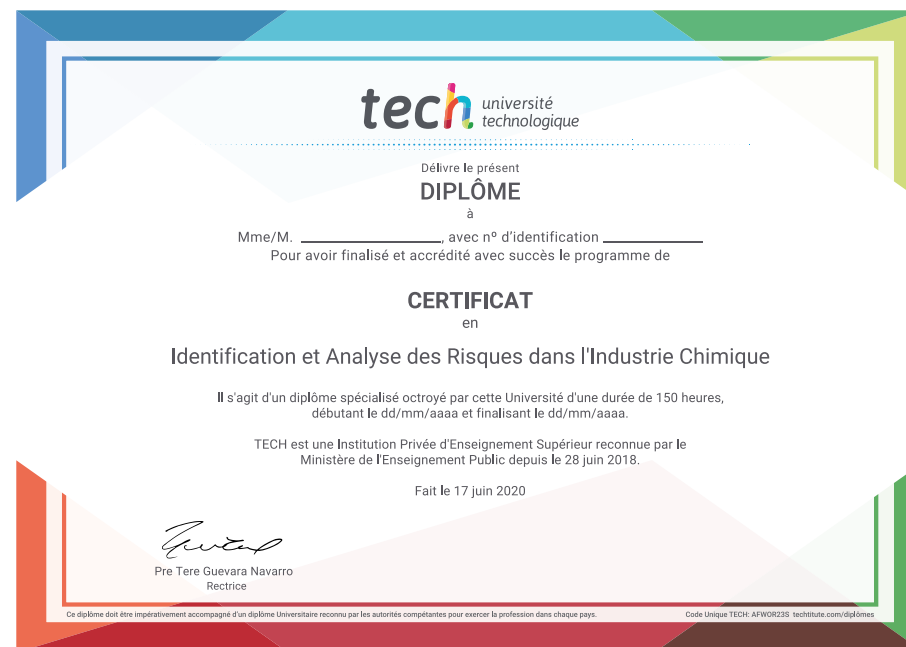 tech université
technologique
Délivre le présent
DIPLÔME
à
Mme/M. ____________, avec nº d'identification ____________
Pour avoir finalisé et accrédité avec succès le programme de
CERTIFICAT
en
Identification et Analyse des Risques dans l'Industrie Chimique
Il s'agit d'un diplôme spécialisé octroyé par cette Université d'une durée de 150 heures,
débutant le dd/mm/aaaa et finalisant le dd/mm/aaaa.
TECH est une Institution Privée d'Enseignement Supérieur reconnue par le
Ministère de l'Enseignement Public depuis le 28 juin 2018.
Fait le 17 juin 2020
Pre Tere Guevara Navarro
Rectrice
Ce diplôme doit être impérativement accompagné d'un diplôme Universitaire reconnu par les autorités compétantes pour exercer la profession dans chaque pays.
Code Unique TECH: AFWOR23S techtitute.com/diplômes